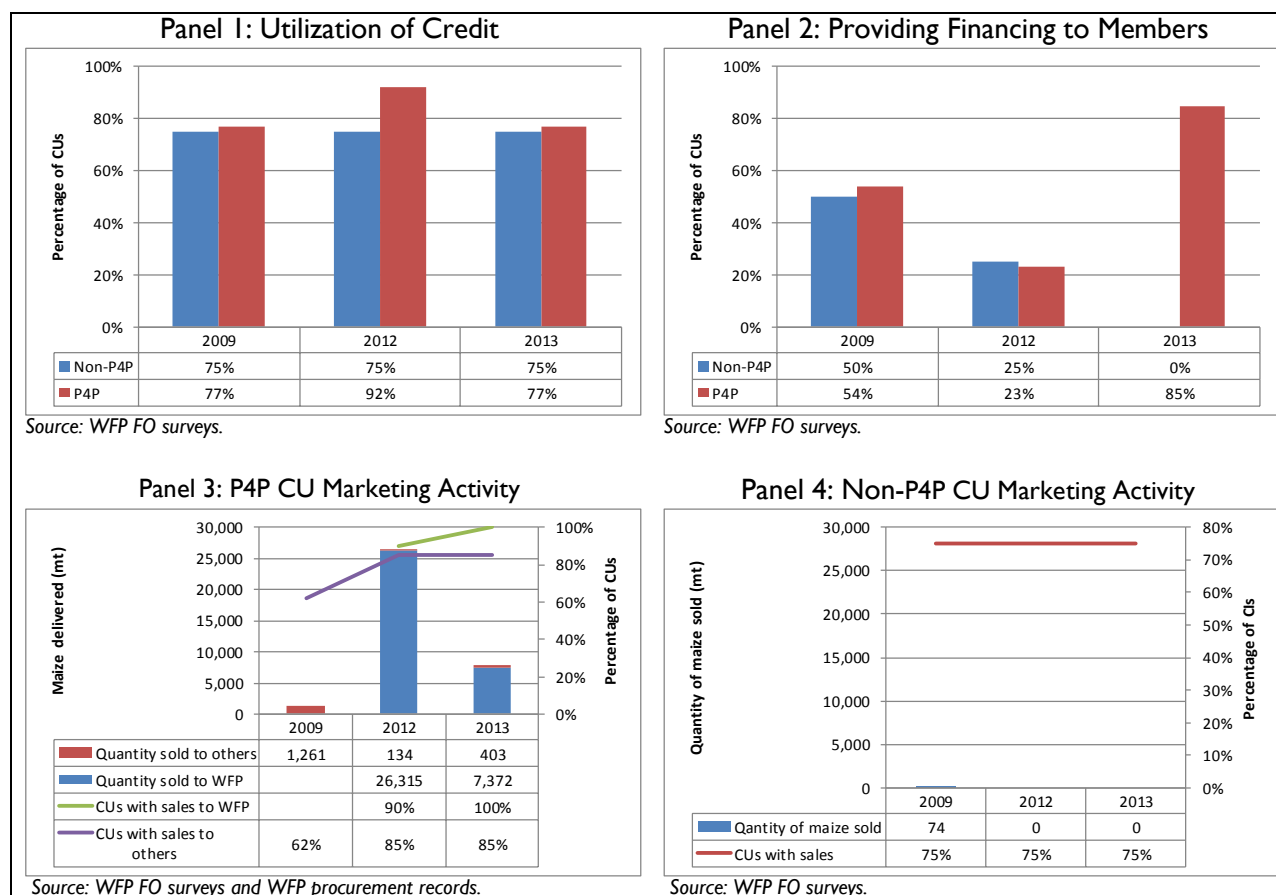 Panel 1: Utilization of Credit
100%
80%
60%
40%
20%
0%
Percentage of CUs
2009 2012 2013
Non-P4P 75% 75% 75%
P4P 77% 92% 77%
Source: WFP FO surveys.
Panel 2: Providing Financing to Members
100%
80%
60%
40%
20%
0%
Percentage of CUs
2009 2012 2013
Non-P4P 50% 25% 0%
P4P 54% 23% 85%
Source: WFP FO surveys.
Panel 3: P4P CU Marketing Activity
30,000
25,000
20,000
15,000
10,000
5,000
0
Maize delivered (mt)
100%
80%
60%
40%
20%
0%
Percentage of CUs
2009 2012 2013
Quantity sold to others 1,261 134 403
Quantity sold to WFP 26,315 7,372
CUs with sales to WFP 90% 100%
CUs with sales to
others 62% 85% 85%
Source: WFP FO surveys and WFP procurement records.
Panel 4: Non-P4P CU Marketing Activity
30,000
25,000
20,000
15,000
10,000
5,000
0
Quantity of maize sold (mt)
80%
70%
60%
50%
40%
30%
20%
10%
0%
Percentage of CIs
2009 2012 2013
Qantity of maize sold 74 0 0
CUs with sales 75% 75% 75%
Source: WFP FO surveys.